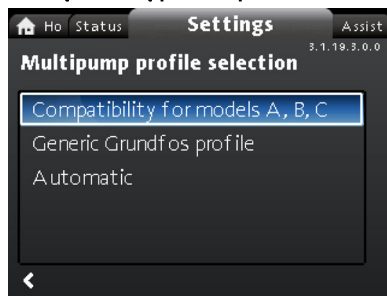 Ho Status Settings Assist
3.1.19.3.0.0
Multipump profile selection
Compatibility for models A, B, C
Generic Grundfos profile
Automatic